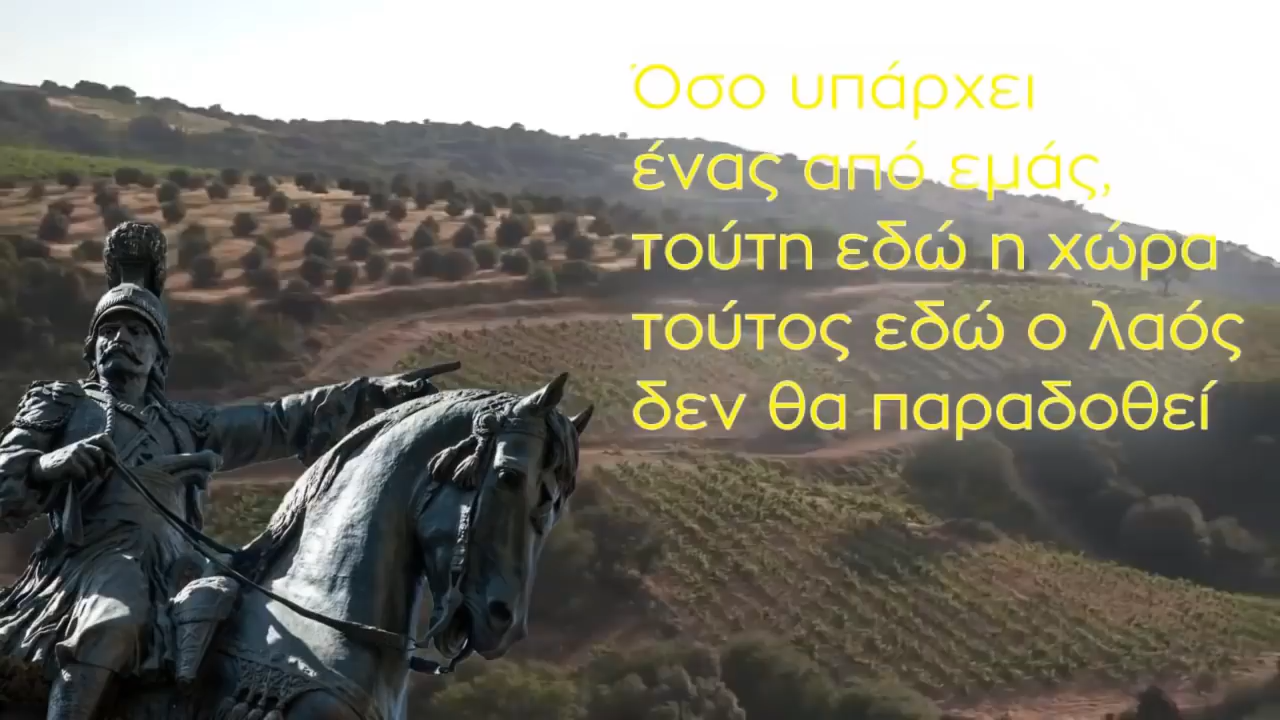 Όσο υπάρχει
ένας από εμάς,
τούτη εδώ η χώρα
τούτος εδώ ο λαός
δεν θα παραδοθεί